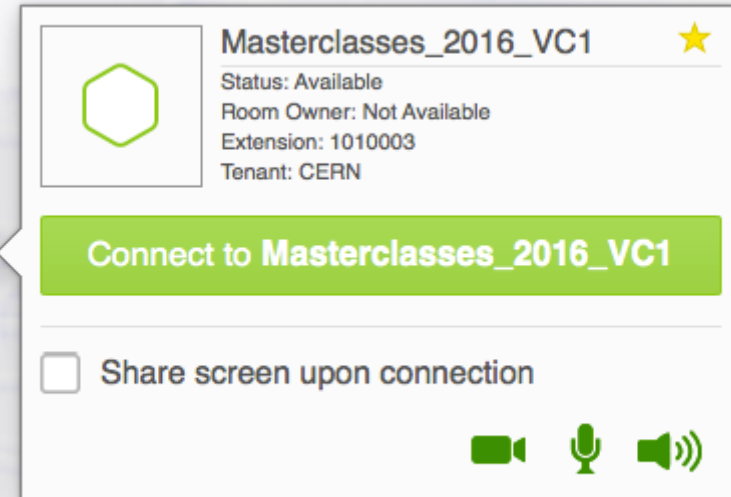 Masterclasses_2016_VC1
Status: Available
Room Owner: Not Available
Extension: 1010003
Tenant: CERN
Connect to Masterclasses_2016_VC1
Share screen upon connection